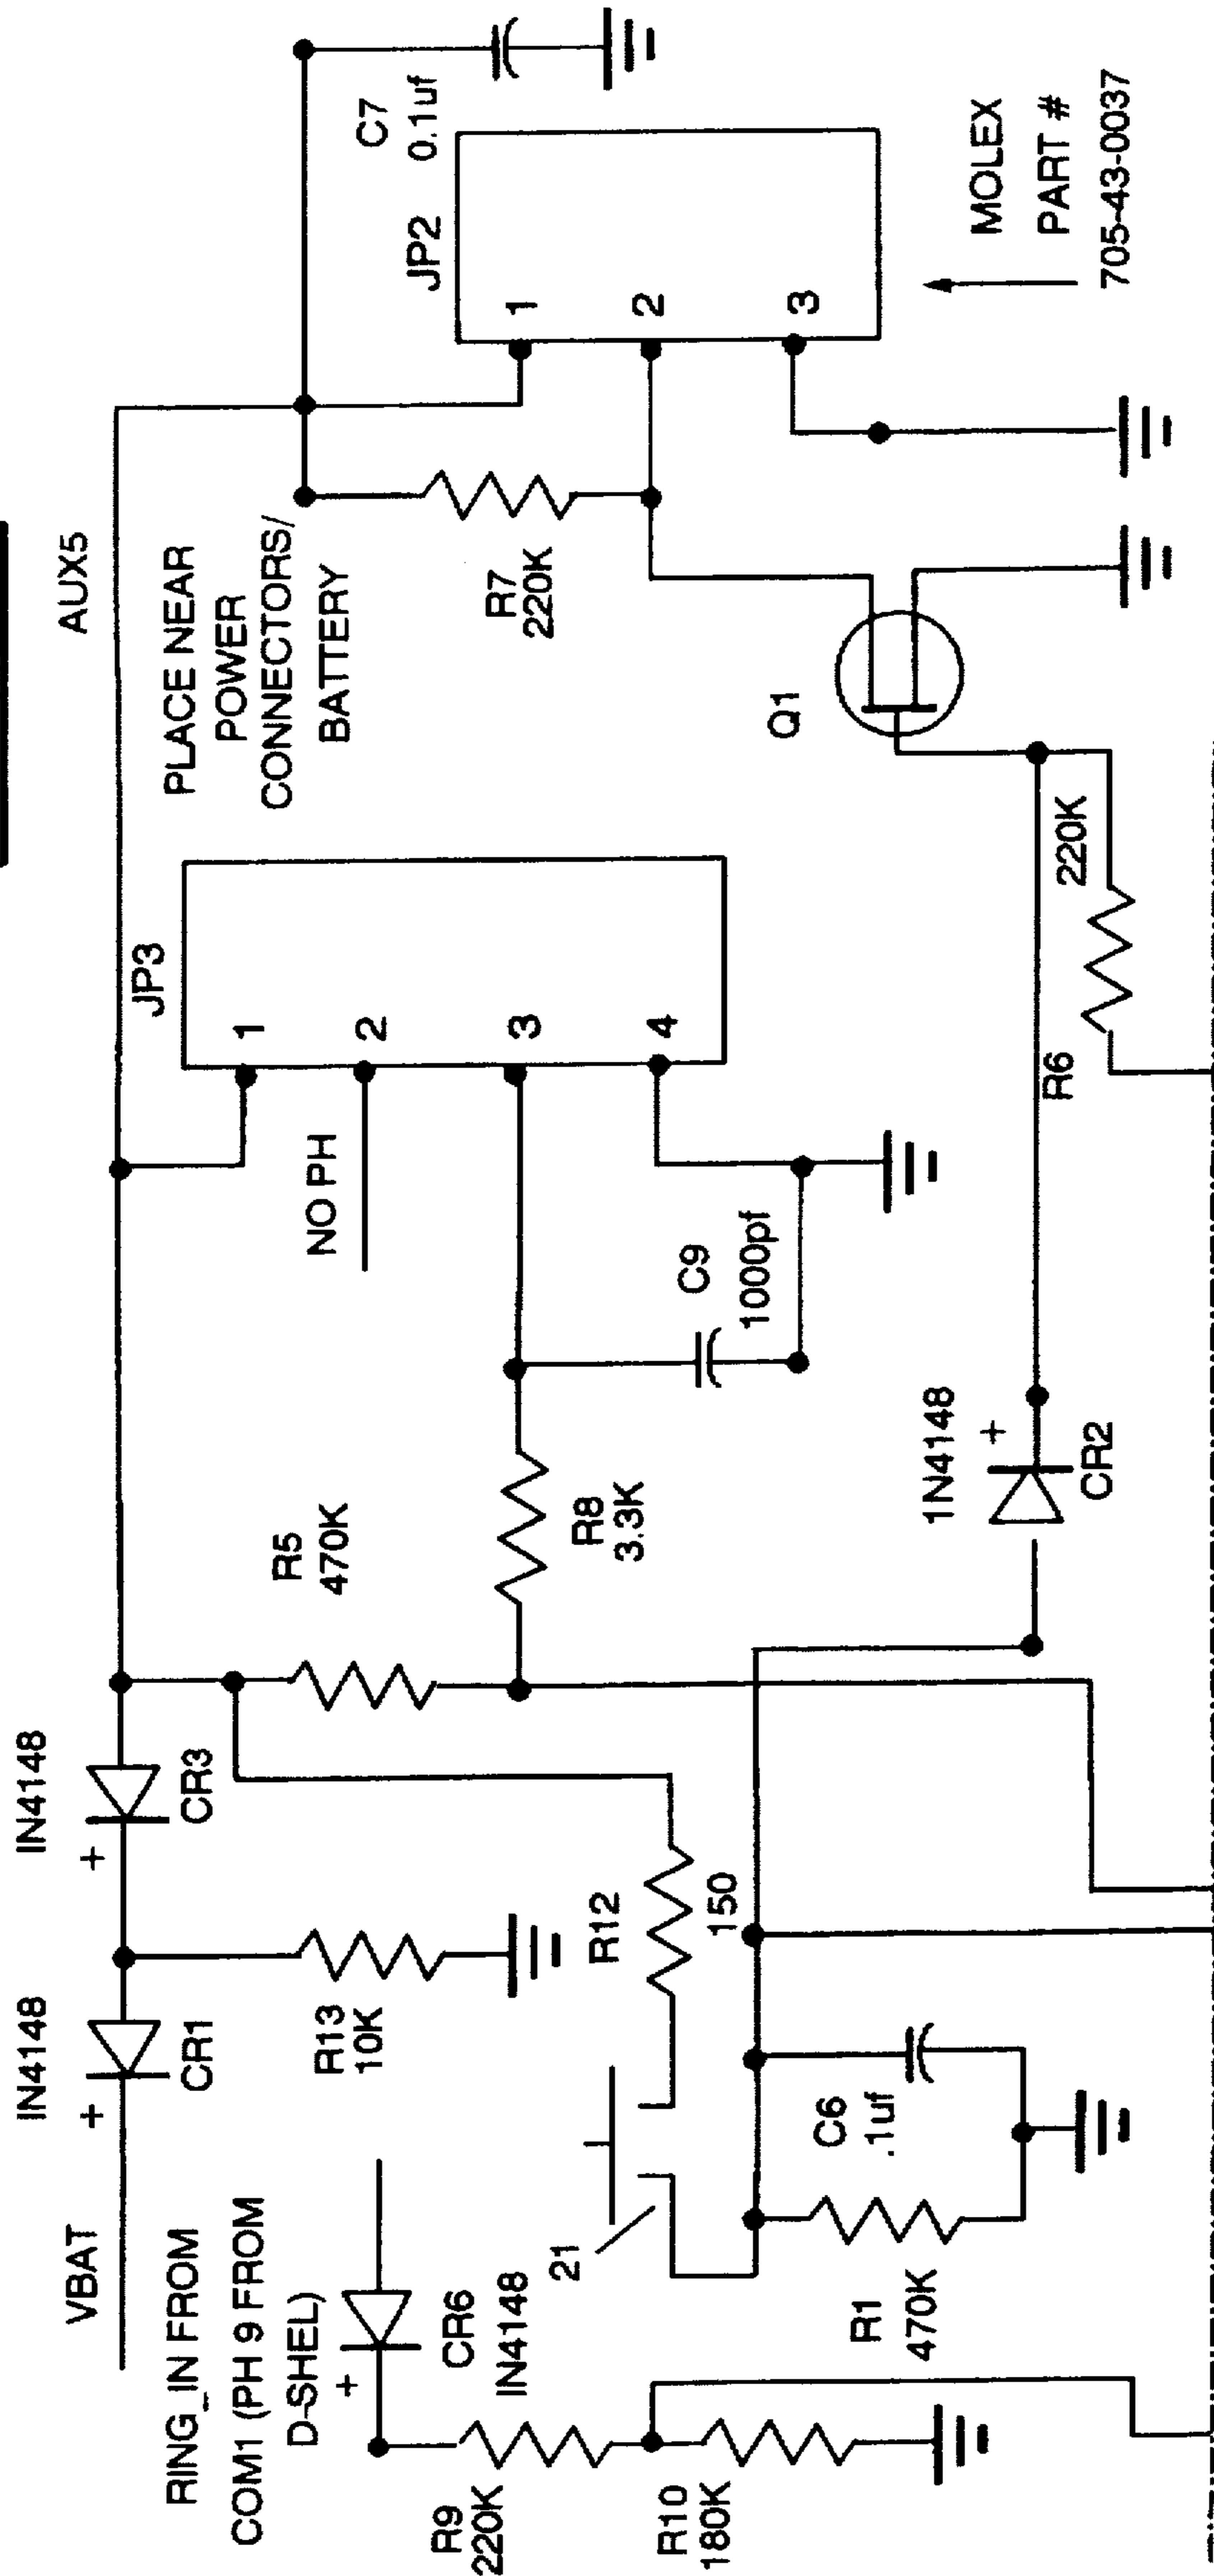 AUX5
PLACE NEAR
POWER
CONNECTORS/
BATTERY
C7
0.1uf
JP2
1
2
3
MOLEX
PART #
705-43-0037
R7
220K
Q1
JP3
1
2
3
4
NO PH
220K
R6
C9
1000pf
R5
470K
R8
3.3K
1N4148
+
CR2
IN4148
+
CR3
IN4148
+
CR1
VBAT
R13
10K
R12
150
RING_IN FROM
COM1 (PH 9 FROM
D-SHEL)
+
CR6
IN4148
21
C6
.1uf
R1
470K
R9
220K
R10
180K